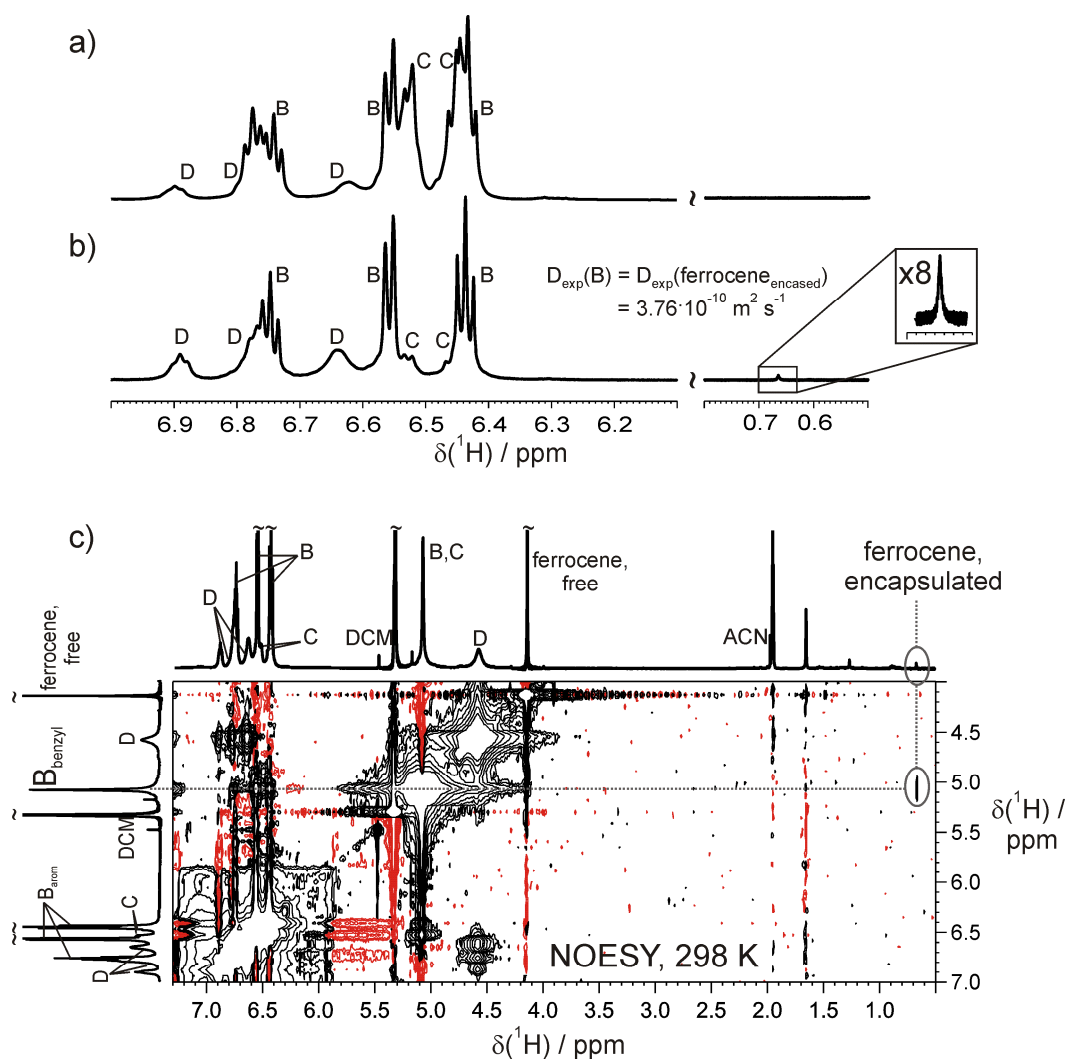 a)
D D B B C C B
D
b)
D D B D B C C B
D_exp(B) = D_exp(ferrocene_encased)
= 3.76·10^-10 m^2 s^-1
x8
~
~
6.9 6.8 6.7 6.6 6.5 6.4 6.3 6.2 0.7 0.6
δ(^1H) / ppm
c)
~ ~ ~ ~
B
D
C
DCM
B,C
D
ferrocene,
free
ACN
ferrocene,
encapsulated
ferrocene,
free
~
D
B_benzyl
~
DCM
B_arom
C
~
~
D
NOESY, 298 K
4.5
5.0
5.5
6.0
6.5
7.0
δ(^1H) /
ppm
7.0 6.5 6.0 5.5 5.0 4.5 4.0 3.5 3.0 2.5 2.0 1.5 1.0
δ(^1H) / ppm